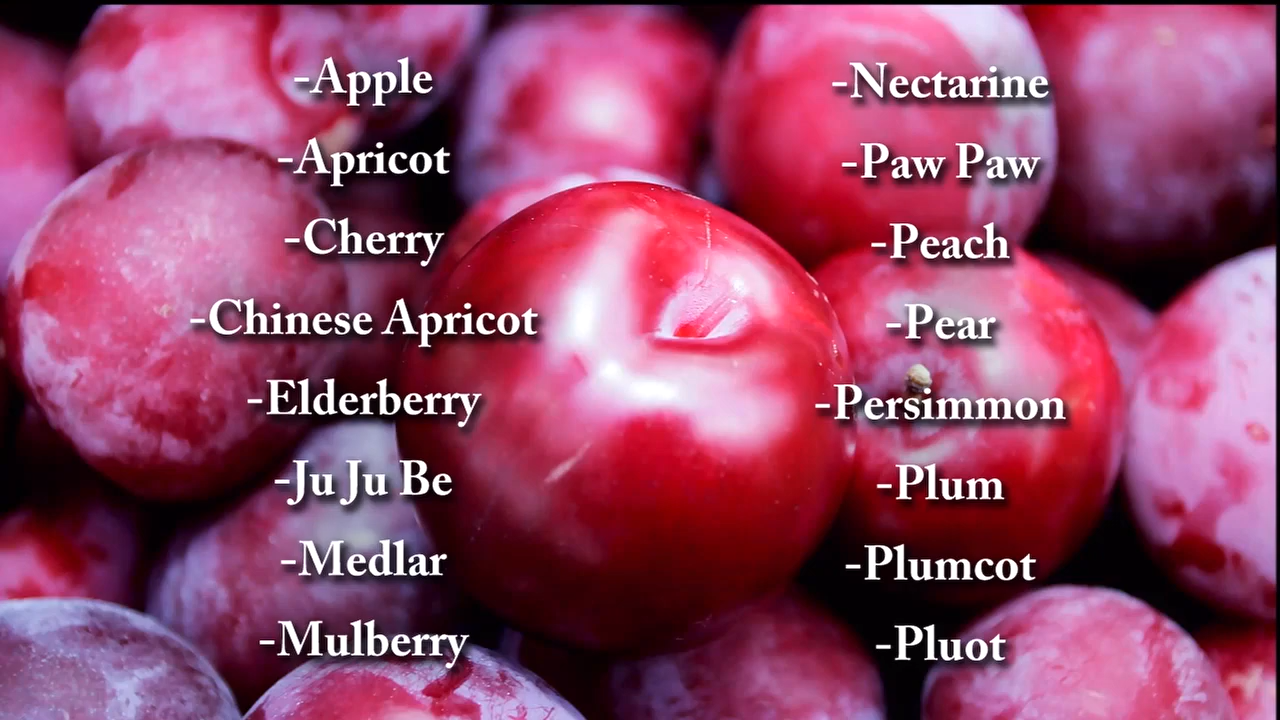 -Apple
-Apricot
-Cherry
-Chinese Apricot
-Elderberry
-Ju Ju Be
-Medlar
-Mulberry
-Nectarine
-Paw Paw
-Peach
-Pear
-Persimmon
-Plum
-Plumcot
-Pluot